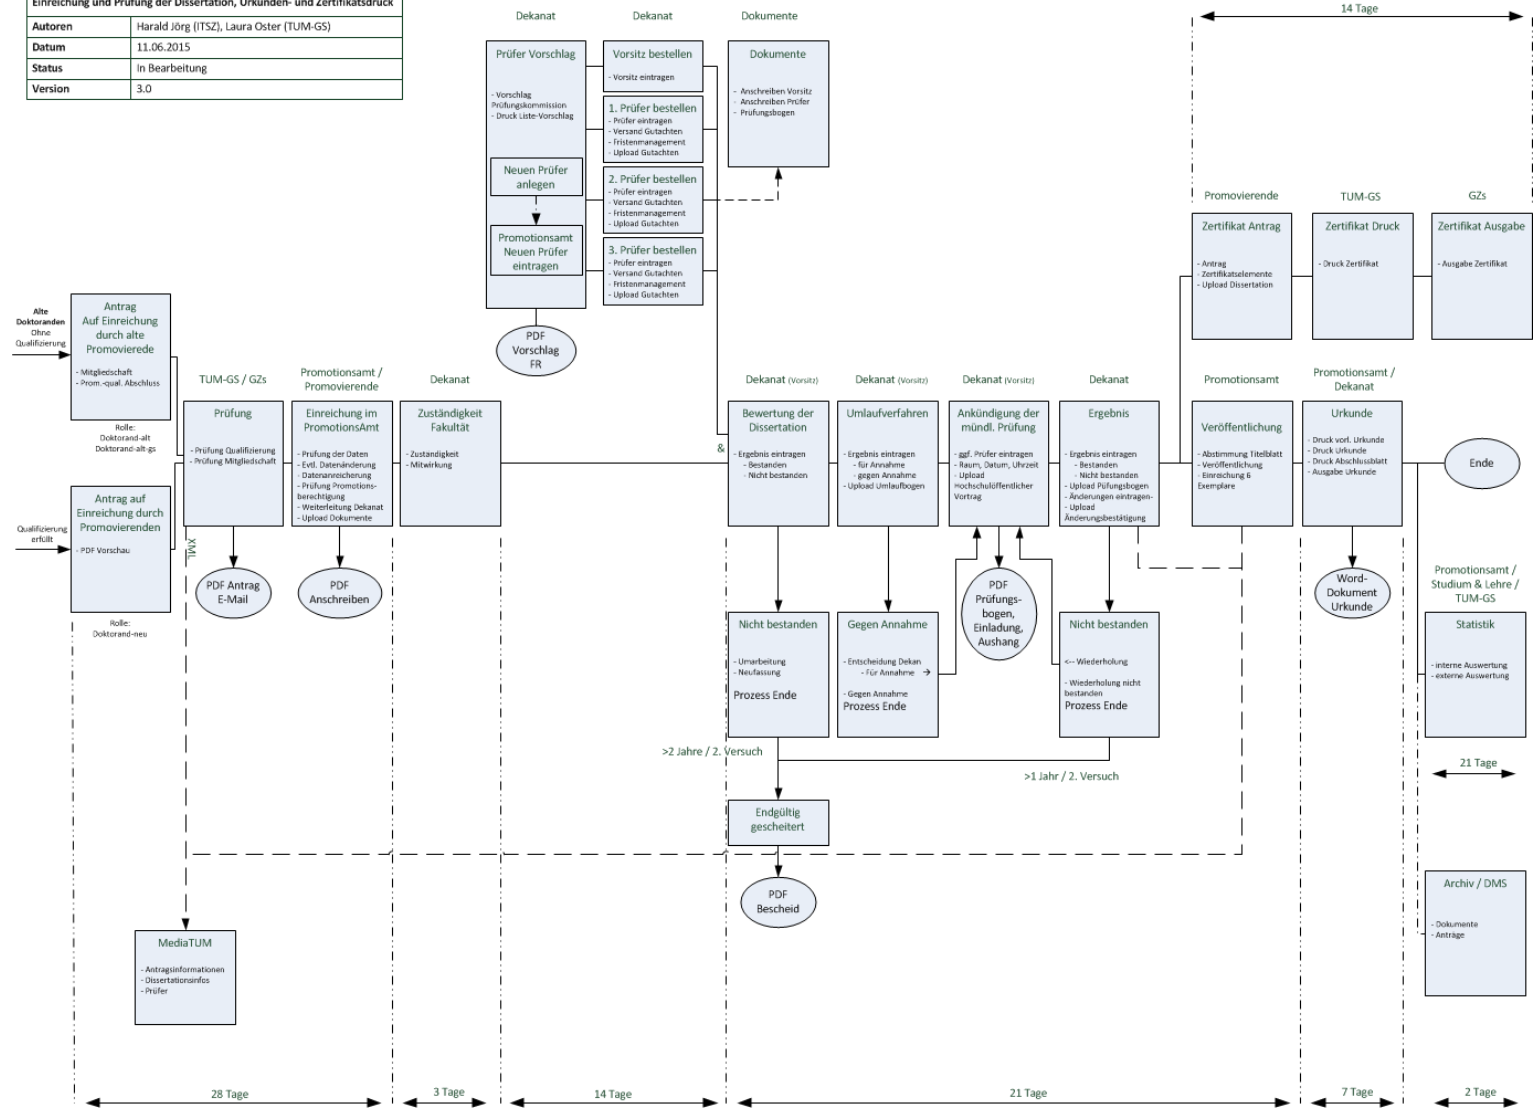 Einreichung und Prüfung der Dissertation, Urkunden- und Zertifikatsdruck
Autoren Harald Jörg (ITSZ), Laura Oster (TUM-GS)
Datum 11.06.2015
Status In Bearbeitung
Version 3.0
Dekanat
Prüfer Vorschlag
- Vorschlag
Prüfungskommission
- Druck Liste-Vorschlag
Neuen Prüfer
anlegen
Promotionsamt
Neuen Prüfer
eintragen
PDF
Vorschlag
FR
Dekanat
Vorsitz bestellen
- Vorsitz eintragen
1. Prüfer bestellen
- Prüfer eintragen
- Versand Gutachten
- Fristenmanagement
- Upload Gutachten
2. Prüfer bestellen
- Prüfer eintragen
- Versand Gutachten
- Fristenmanagement
- Upload Gutachten
3. Prüfer bestellen
- Prüfer eintragen
- Versand Gutachten
- Fristenmanagement
- Upload Gutachten
Dokumente
Dokumente
- Anschreiben Vorsitz
- Anschreiben Prüfer
- Prüfungsbogen
14 Tage
Promovierende
Zertifikat Antrag
- Antrag
- Zertifikatselemente
- Upload Dissertation
TUM-GS
Zertifikat Druck
- Druck Zertifikat
GZs
Zertifikat Ausgabe
- Ausgabe Zertifikat
Alte
Doktoranden
Ohne
Qualifizierung
Antrag
Auf Einreichung
durch alte
Promovierede
- Mitgliedschaft
- Prom.-qual. Abschluss
Rolle:
Doktorand-alt
Doktorand-alt-gs
Qualifizierung
erfüllt
Antrag auf
Einreichung durch
Promovierenden
- PDF Vorschau
Rolle:
Doktorand-neu
TUM-GS / GZs
Prüfung
- Prüfung Qualifizierung
- Prüfung Mitgliedschaft
XML
PDF Antrag
E-Mail
Promotionsamt /
Promovierende
Einreichung im
PromotionsAmt
- Prüfung der Daten
- Evtl. Datenänderung
- Datenanreicherung
- Prüfung Promotions-
berechtigung
- Weiterleitung Dekanat
- Upload Dokumente
PDF
Anschreiben
Dekanat
Zuständigkeit
Fakultät
- Zuständigkeit
- Mitwirkung
&
Dekanat (Vorsitz)
Bewertung der
Dissertation
- Ergebnis eintragen
- Bestanden
- Nicht bestanden
Dekanat (Vorsitz)
Umlaufverfahren
- Ergebnis eintragen
- für Annahme
- gegen Annahme
- Upload Umlaufbogen
Dekanat (Vorsitz)
Ankündigung der
mündl. Prüfung
- ggf. Prüfer eintragen
- Raum, Datum, Uhrzeit
- Upload
Hochschulöffentlicher
Vortrag
Dekanat
Ergebnis
- Ergebnis eintragen
- Bestanden
- Nicht bestanden
- Upload Püfungsbogen
- Änderungen eintragen-
- Upload
Änderungsbestätigung
Promotionsamt
Veröffentlichung
- Abstimmung Titelblatt
- Veröffentlichung
- Einreichung 6
Exemplare
Promotionsamt /
Dekanat
Urkunde
- Druck vorl. Urkunde
- Druck Urkunde
- Druck Abschlussblatt
- Ausgabe Urkunde
Ende
Nicht bestanden
- Umarbeitung
- Neufassung
Prozess Ende
Gegen Annahme
- Entscheidung Dekan
- Für Annahme →
- Gegen Annahme
Prozess Ende
PDF
Prüfungs-
bogen,
Einladung,
Aushang
Nicht bestanden
<-- Wiederholung
- Wiederholung nicht
bestanden
Prozess Ende
Word-
Dokument
Urkunde
Promotionsamt /
Studium & Lehre /
TUM-GS
Statistik
- interne Auswertung
- externe Auswertung
21 Tage
>2 Jahre / 2. Versuch
>1 Jahr / 2. Versuch
Endgültig
gescheitert
PDF
Bescheid
Archiv / DMS
- Dokumente
- Anträge
MediaTUM
- Antragsinformationen
- Dissertationsinfos
- Prüfer
28 Tage
3 Tage
14 Tage
21 Tage
7 Tage
2 Tage